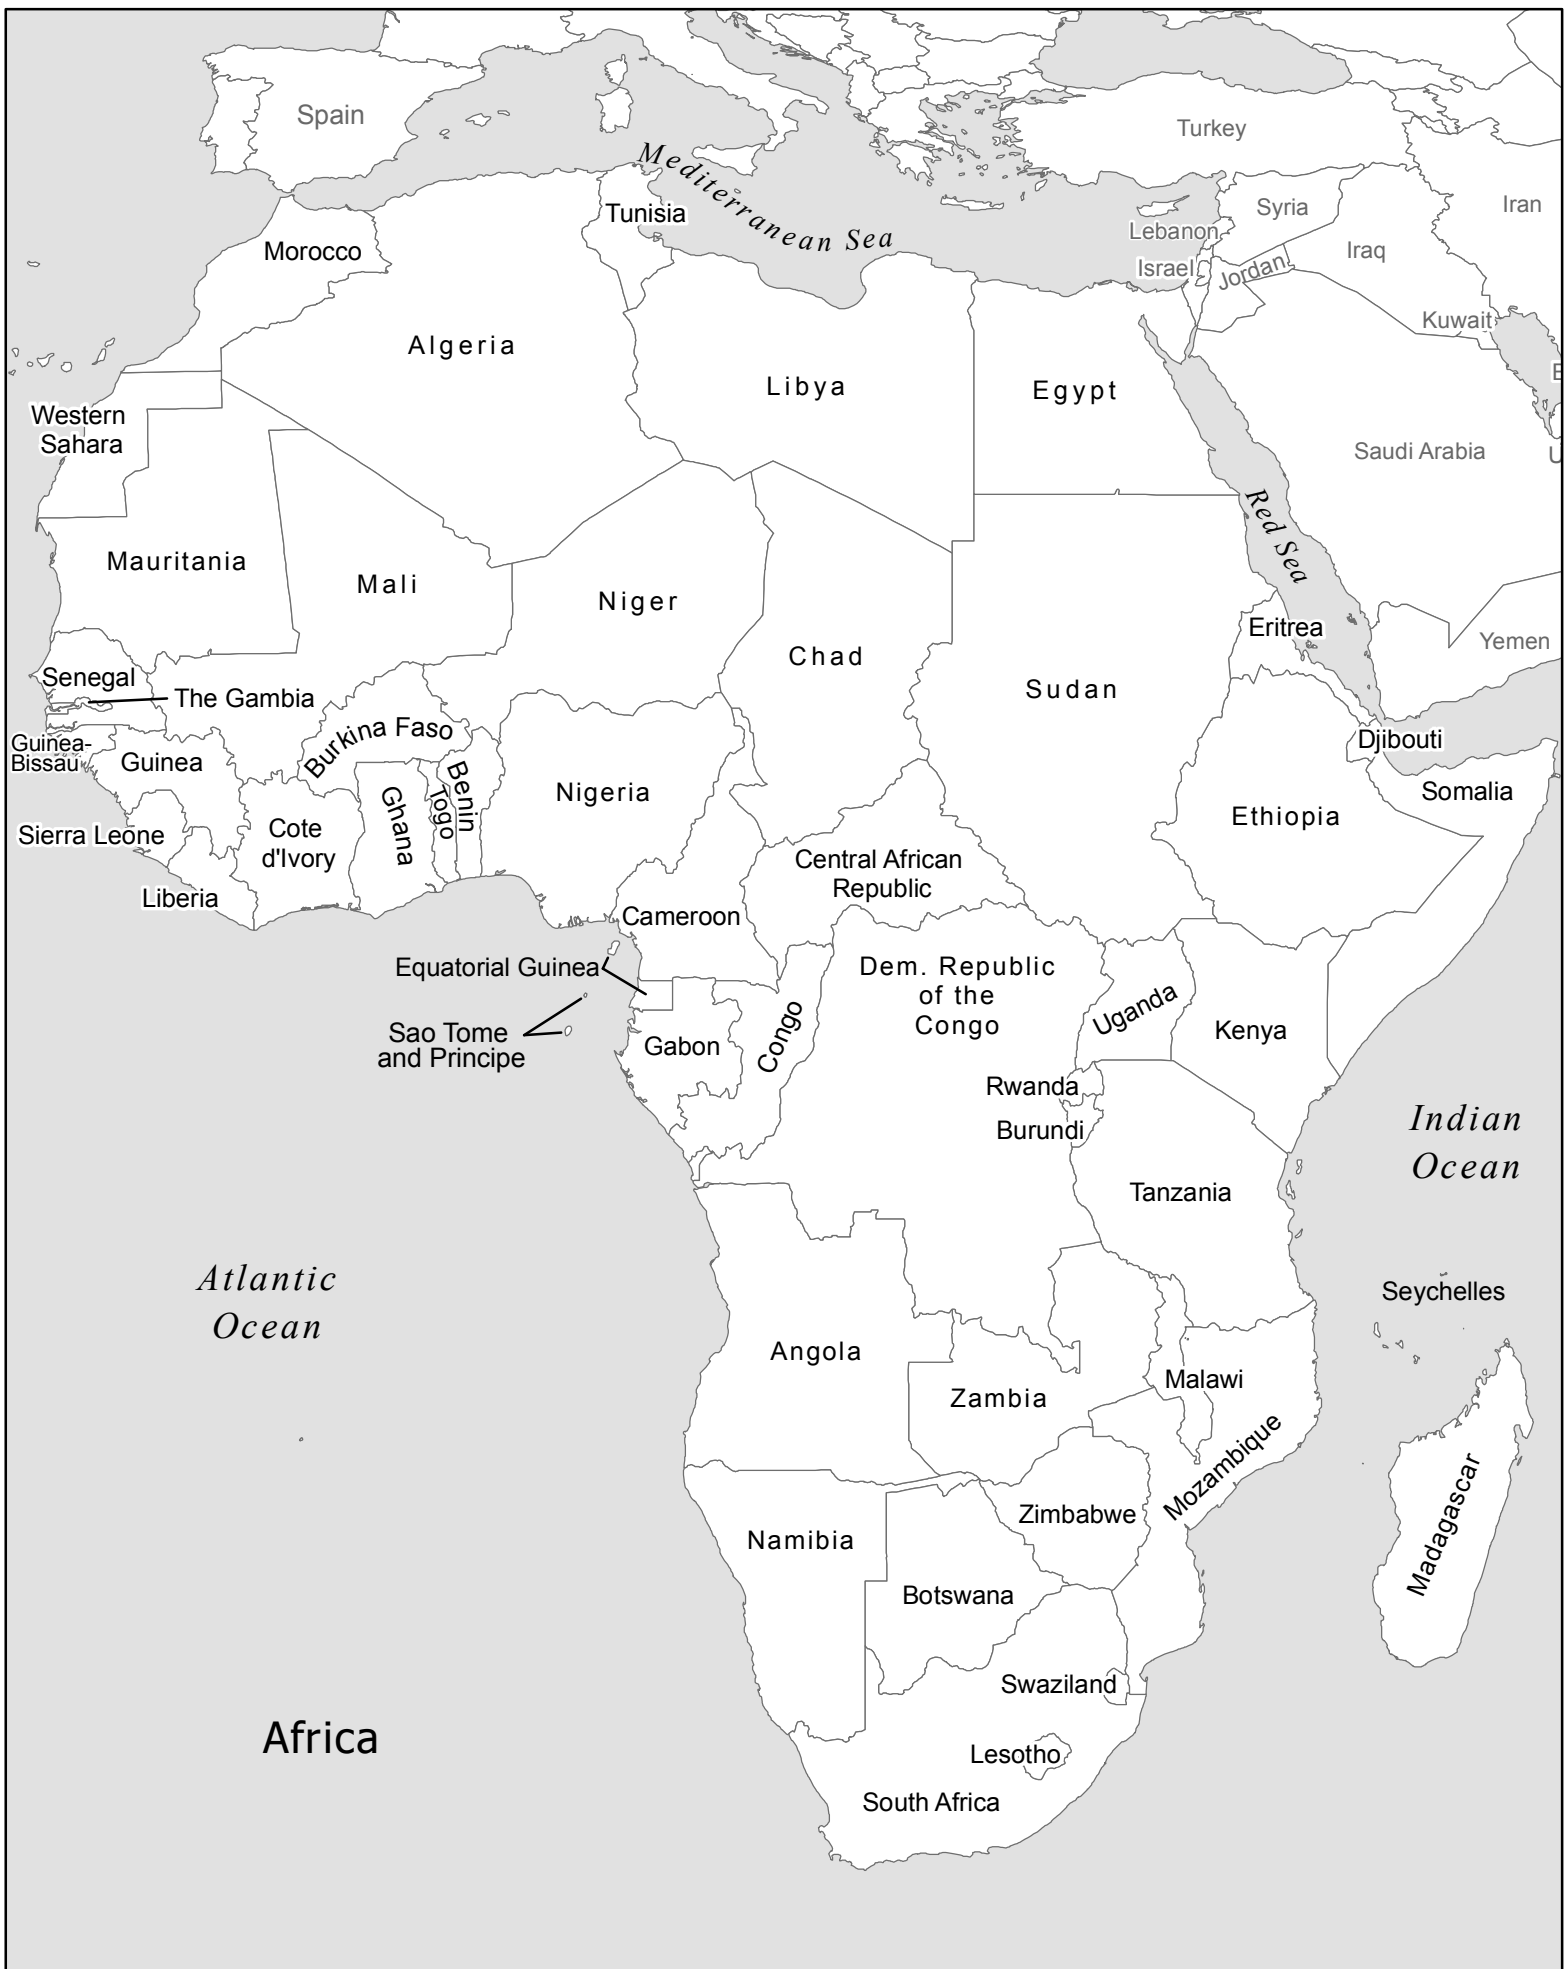 Spain
Turkey
Mediterranean Sea
Tunisia
Syria
Iran
Lebanon
Morocco
Iraq
Israel
Jordan
Kuwait
Algeria
Libya
Egypt
E
Western
Sahara
Saudi Arabia
U
Red Sea
Mauritania
Mali
Niger
Eritrea
Yemen
Chad
Senegal
Sudan
The Gambia
Burkina Faso
Guinea-
Bissau
Guinea
Djibouti
Benin
Togo
Ghana
Nigeria
Somalia
Ethiopia
Sierra Leone
Cote
d'Ivory
Central African
Republic
Liberia
Cameroon
Equatorial Guinea
Dem. Republic
of the
Congo
Uganda
Sao Tome
and Principe
Gabon
Congo
Kenya
Rwanda
Burundi
Indian
Ocean
Tanzania
Atlantic
Ocean
Seychelles
Angola
Zambia
Malawi
Mozambique
Madagascar
Zimbabwe
Namibia
Botswana
Swaziland
Africa
Lesotho
South Africa